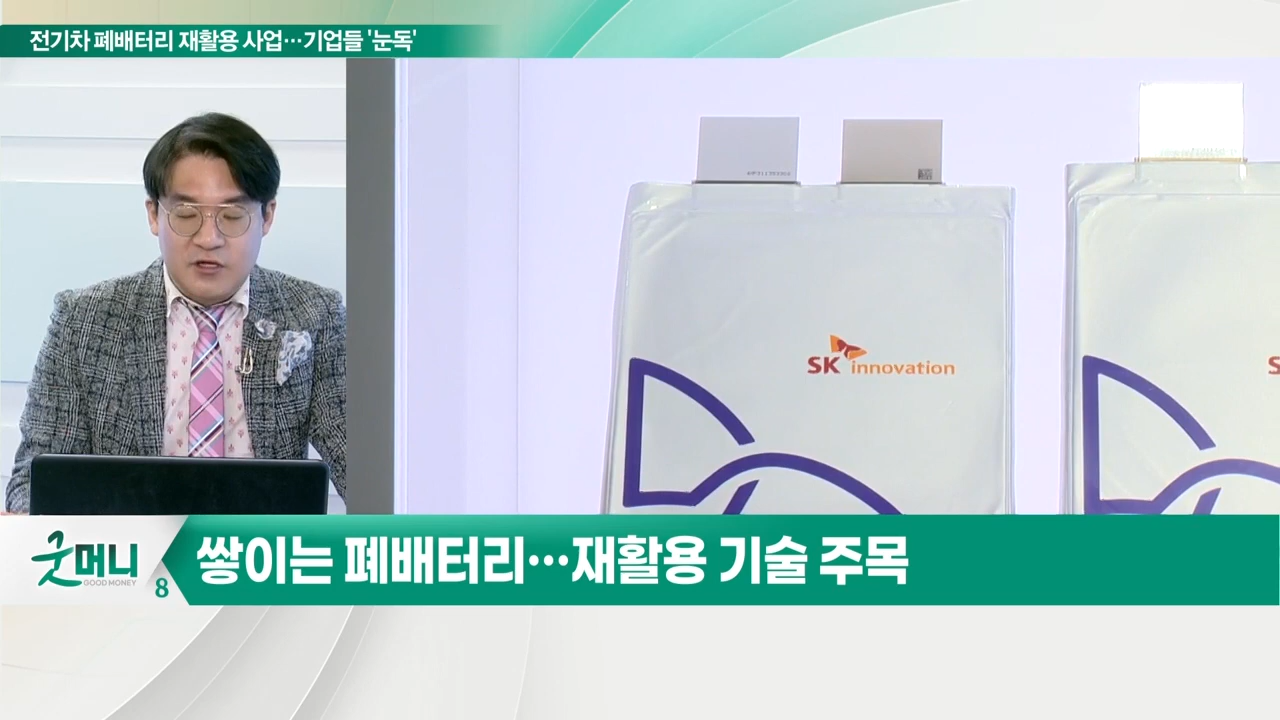 전기차 폐배터리 재활용 사업…기업들 '눈독'
SK innovation
굿머니
GOOD MONEY
8
쌓이는 폐배터리…재활용 기술 주목